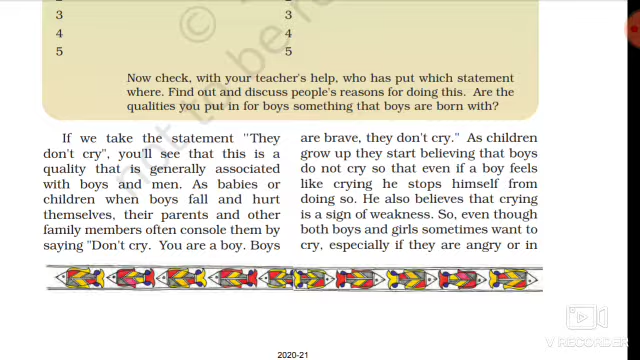 3
4
5
3
4
5
Now check, with your teacher's help, who has put which statement
where. Find out and discuss people's reasons for doing this. Are the
qualities you put in for boys something that boys are born with?
If we take the statement "They
don't cry", you'll see that this is a
quality that is generally associated
with boys and men. As babies or
children when boys fall and hurt
themselves, their parents and other
family members often console them by
saying "Don't cry. You are a boy. Boys
are brave, they don't cry." As children
grow up they start believing that boys
do not cry so that even if a boy feels
like crying he stops himself from
doing so. He also believes that crying
is a sign of weakness. So, even though
both boys and girls sometimes want to
cry, especially if they are angry or in
2020-21
© not to be re
V RECORDER